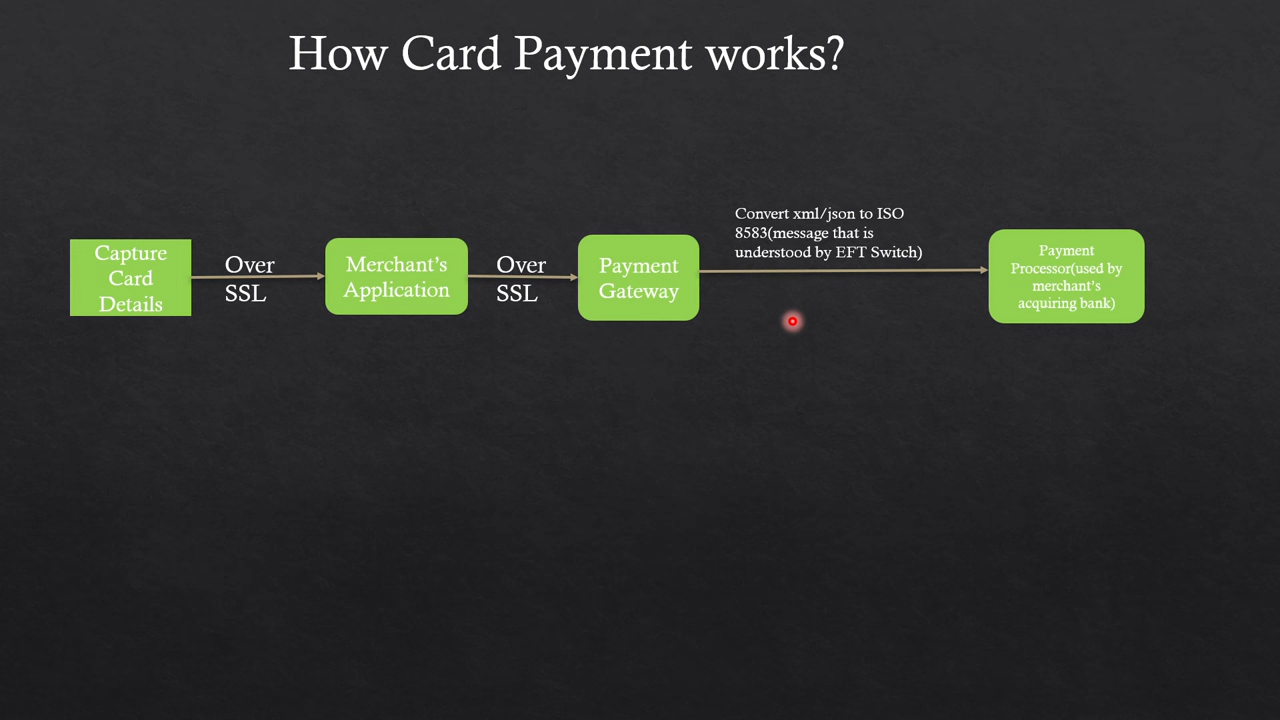 How Card Payment works?
Convert xml/json to ISO
8583(message that is
understood by EFT Switch)
Capture
Card
Details
Over
SSL
Merchant's
Application
Over
SSL
Payment
Gateway
Payment
Processor(used by
merchant's
acquiring bank)